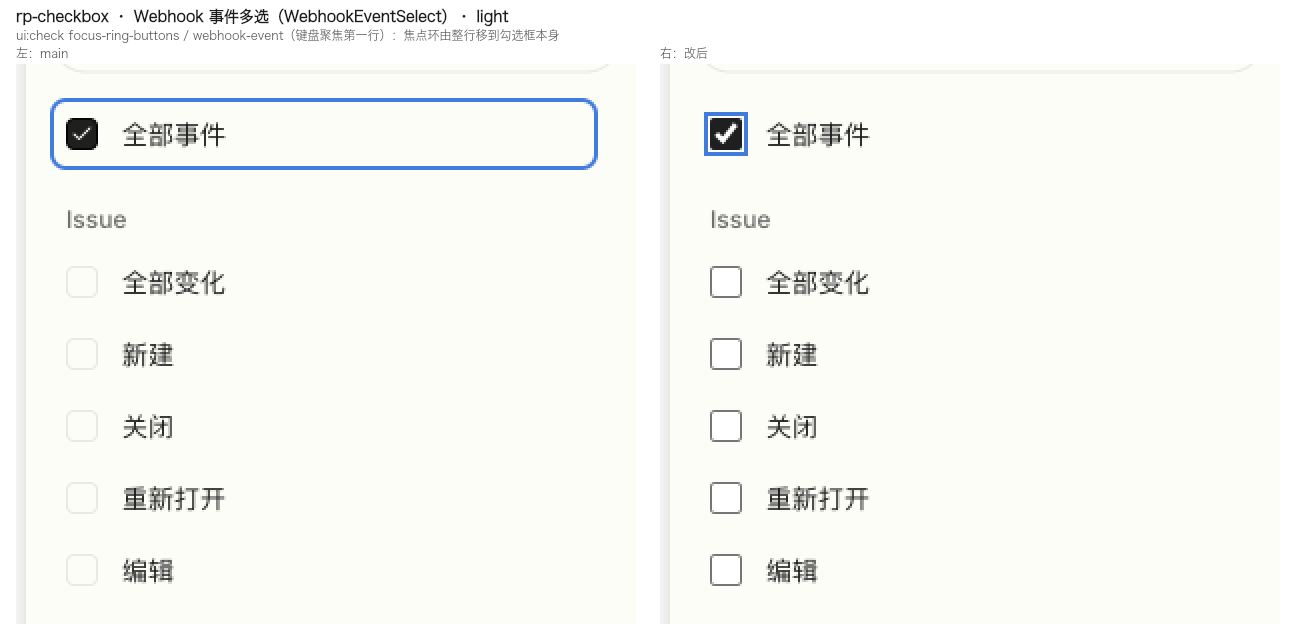 rp-checkbox · Webhook 事件多选（WebhookEventSelect） · light
ui:check focus-ring-buttons / webhook-event（键盘聚焦第一行）：焦点环由整行移到勾选框本身
左：main
右：改后
全部事件
Issue
全部变化
新建
关闭
重新打开
编辑
全部事件
Issue
全部变化
新建
关闭
重新打开
编辑